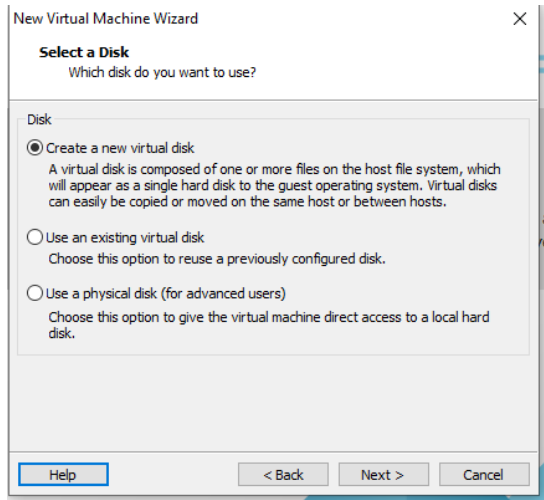 New Virtual Machine Wizard
Select a Disk
Which disk do you want to use?
Disk
Create a new virtual disk
A virtual disk is composed of one or more files on the host file system, which
will appear as a single hard disk to the guest operating system. Virtual disks
can easily be copied or moved on the same host or between hosts.
Use an existing virtual disk
Choose this option to reuse a previously configured disk.
Use a physical disk (for advanced users)
Choose this option to give the virtual machine direct access to a local hard
disk.
Help
< Back
Next >
Cancel